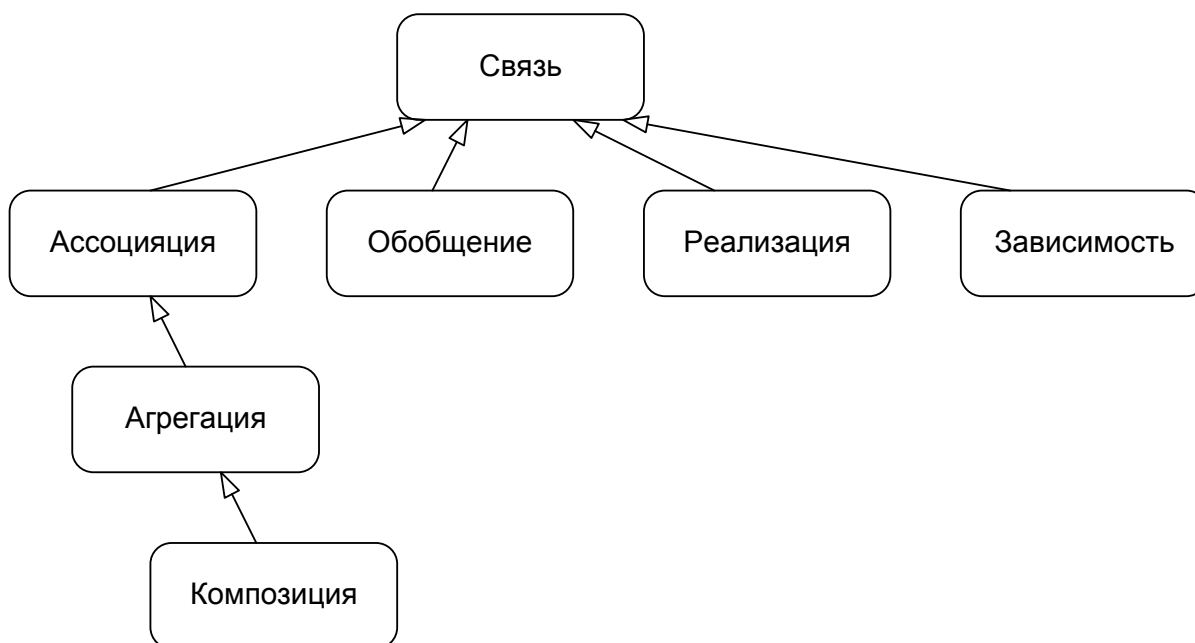 Связь
Ассоцияция
Обобщение
Реализация
Зависимость
Агрегация
Композиция